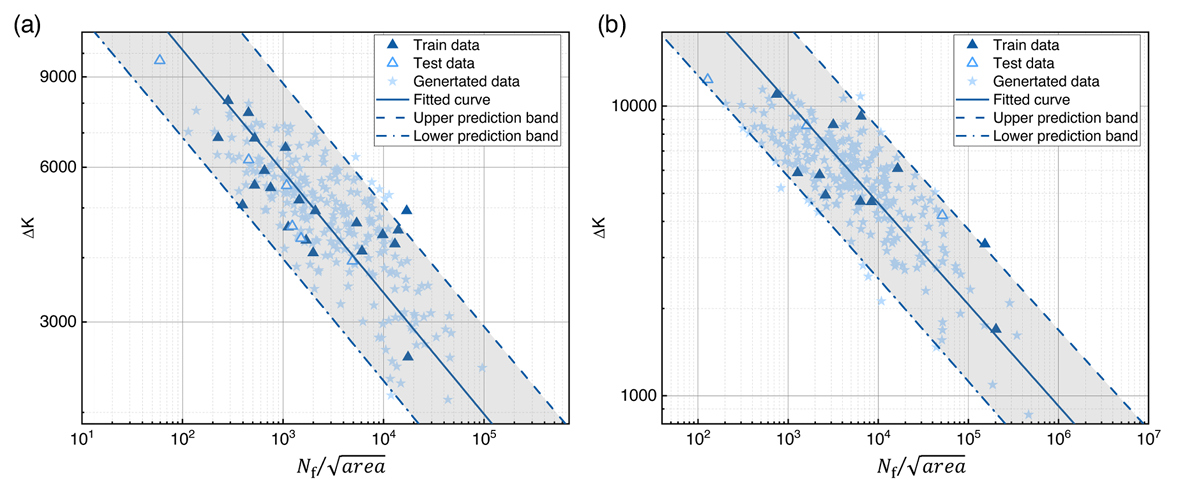 (a)
9000
6000
3000
ΔK
10¹
10²
10³
10⁴
10⁵
N_f/√area
Train data
Test data
Genertated data
Fitted curve
Upper prediction band
Lower prediction band
(b)
10000
1000
ΔK
10²
10³
10⁴
10⁵
10⁶
10⁷
N_f/√area
Train data
Test data
Genertated data
Fitted curve
Upper prediction band
Lower prediction band